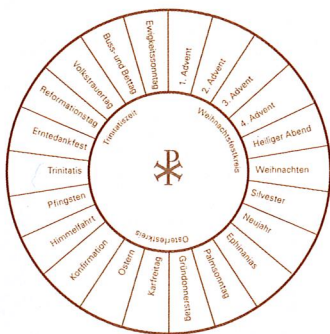 1. Advent
2. Advent
3. Advent
4. Advent
Heiliger Abend
Weihnachten
Silvester
Neujahr
Ephinanias
Palmsonntag
Gründonnerstag
Karfreitag
Ostern
Konfirmation
Himmelfahrt
Pfingsten
Trinitatis
Erntedankfest
Reformationstag
Volkstrauertag
Buss- und Bettag
Ewigkeitssonntag
Weihnachtsfestkreis
Osterfestkreis
Trinitatiszeit